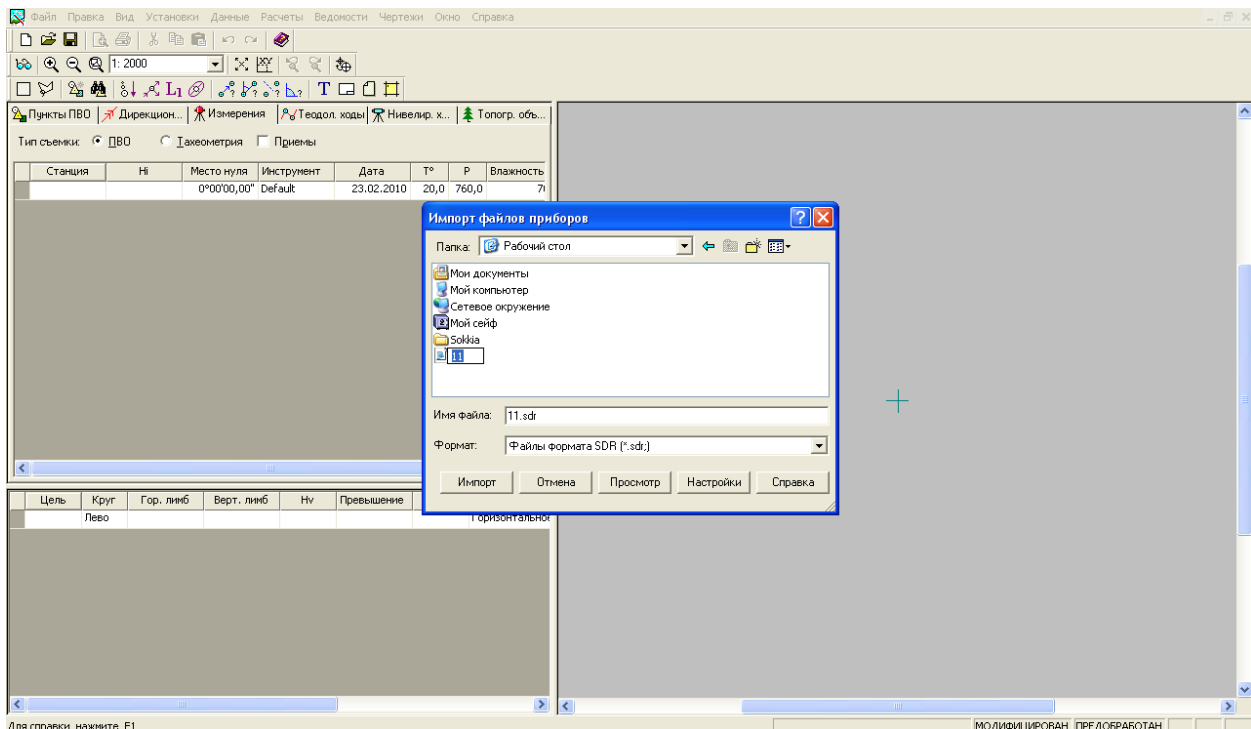 Файл Правка Вид Установки Данные Расчеты Ведомости Чертежи Окно Справка
1: 2000
XY
L1 T
Пункты ПВО Дирекцион... Измерения Теодол. ходы Нивелир. х... Топогр. объ...
Тип съемки: ПВО Тахеометрия Приемы
Станция Hi Место нуля Инструмент Дата T° P Влажность
0°00'00,00" Default 23.02.2010 20,0 760,0
Импорт файлов приборов
Папка: Рабочий стол
Мои документы
Мой компьютер
Сетевое окружение
Мой сейф
Sokkia
11
Имя файла: 11.sdr
Формат: Файлы формата SDR (*.sdr;)
Импорт Отмена Просмотр Настройки Справка
Цель Круг Гор. лимб Верт. лимб Hv Превышение
Лево Горизонтальное
Для справки, нажмите F1
МОДИФИЦИРОВАН ПРЕДОБРАБОТАН